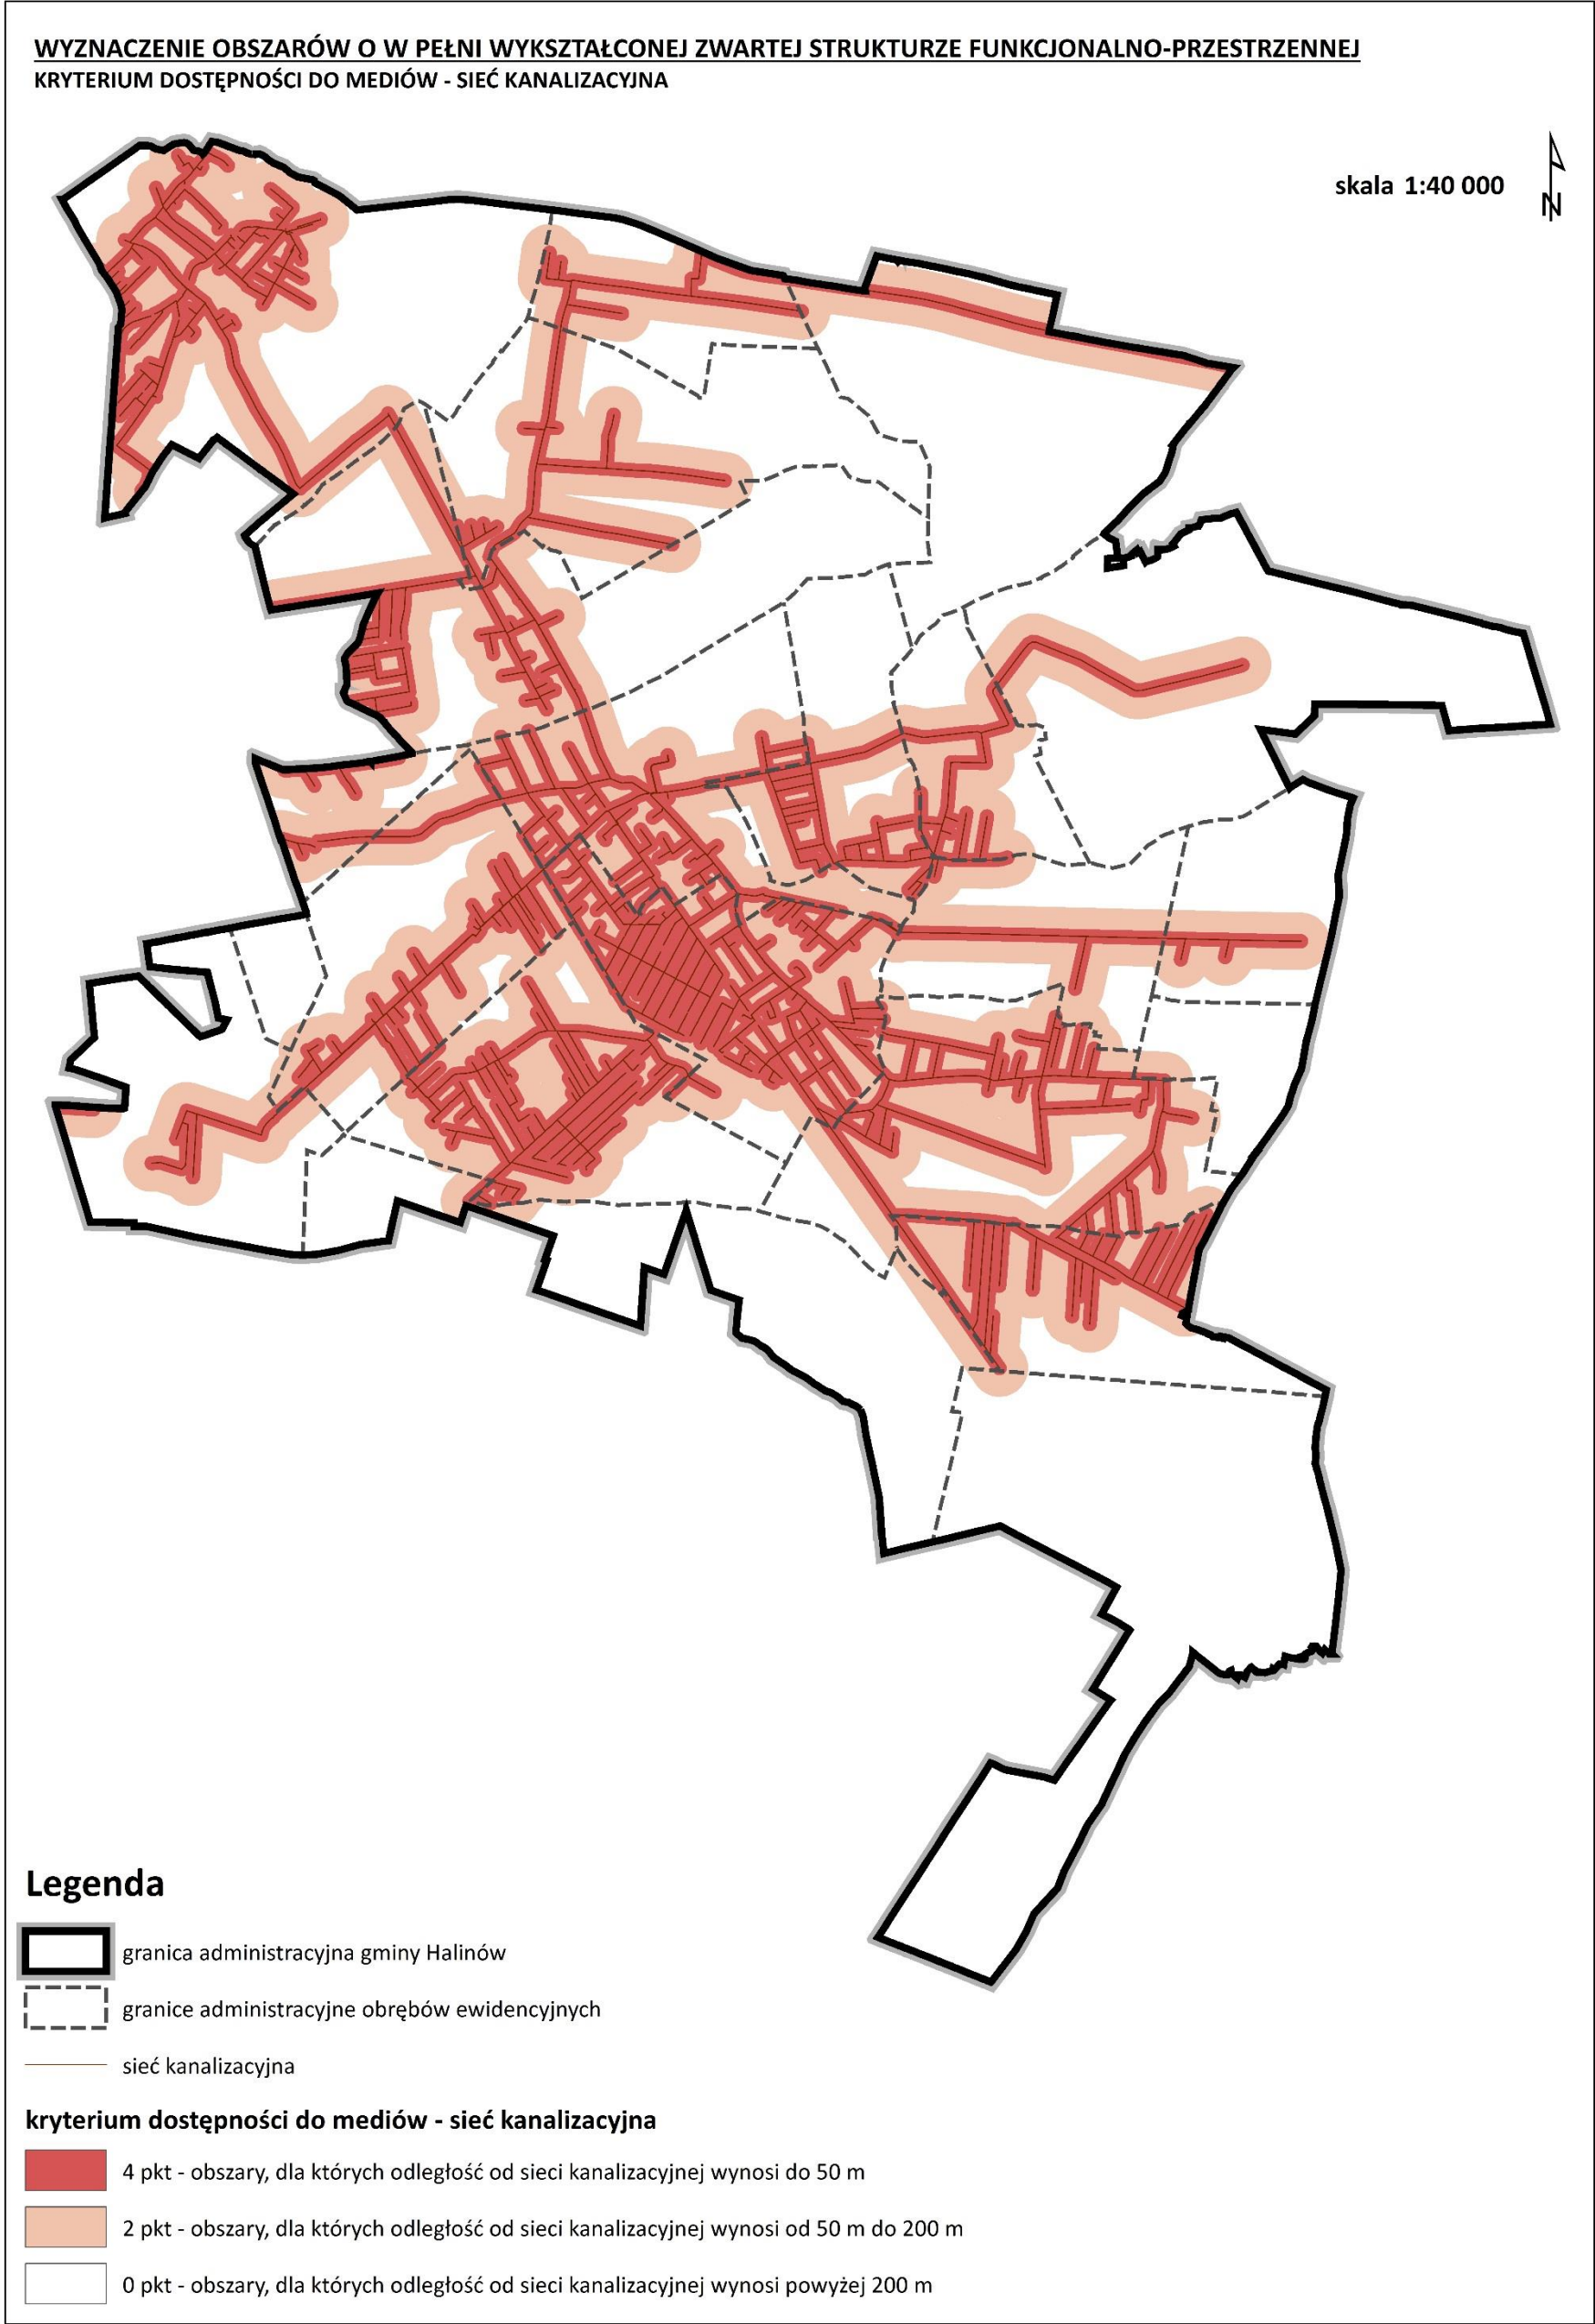 WYZNACZENIE OBSZARÓW O W PEŁNI WYKSZTAŁCONEJ ZWARTEJ STRUKTURZE FUNKCJONALNO-PRZESTRZENNEJ
KRYTERIUM DOSTĘPNOŚCI DO MEDIÓW - SIEĆ KANALIZACYJNA
skala 1:40 000
N
Legenda
granica administracyjna gminy Halinów
granice administracyjne obrębów ewidencyjnych
sieć kanalizacyjna
kryterium dostępności do mediów - sieć kanalizacyjna
4 pkt - obszary, dla których odległość od sieci kanalizacyjnej wynosi do 50 m
2 pkt - obszary, dla których odległość od sieci kanalizacyjnej wynosi od 50 m do 200 m
0 pkt - obszary, dla których odległość od sieci kanalizacyjnej wynosi powyżej 200 m